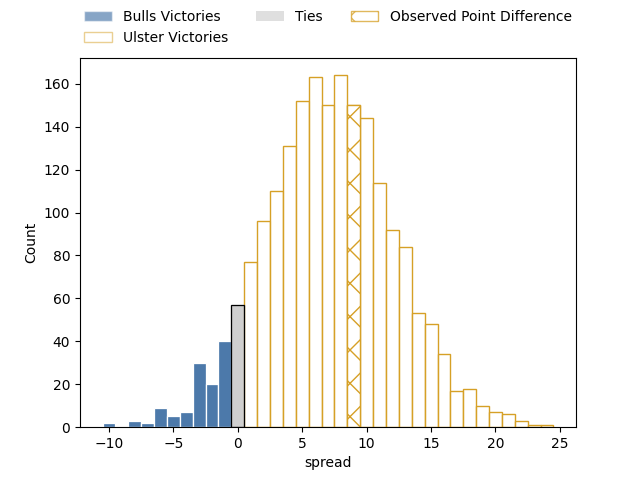 Bulls Victories
Ties
Observed Point Difference
Ulster Victories
160
140
120
100
80
60
40
20
0
Count
−10
−5
0
5
10
15
20
25
spread